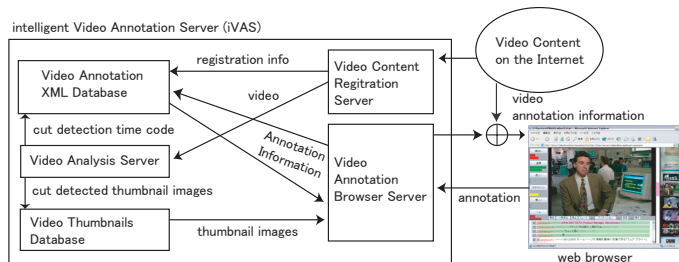 intelligent Video Annotation Server (iVAS)
Video Annotation
XML Database
registration info
Video Content
Regitration
Server
Video Content
on the Internet
video
video
annotation information
cut detection time code
Annotation
Information
Video Analysis Server
Video
Annotation
Browser Server
cut detected thumbnail images
annotation
Video Thumbnails
Database
thumbnail images
web browser